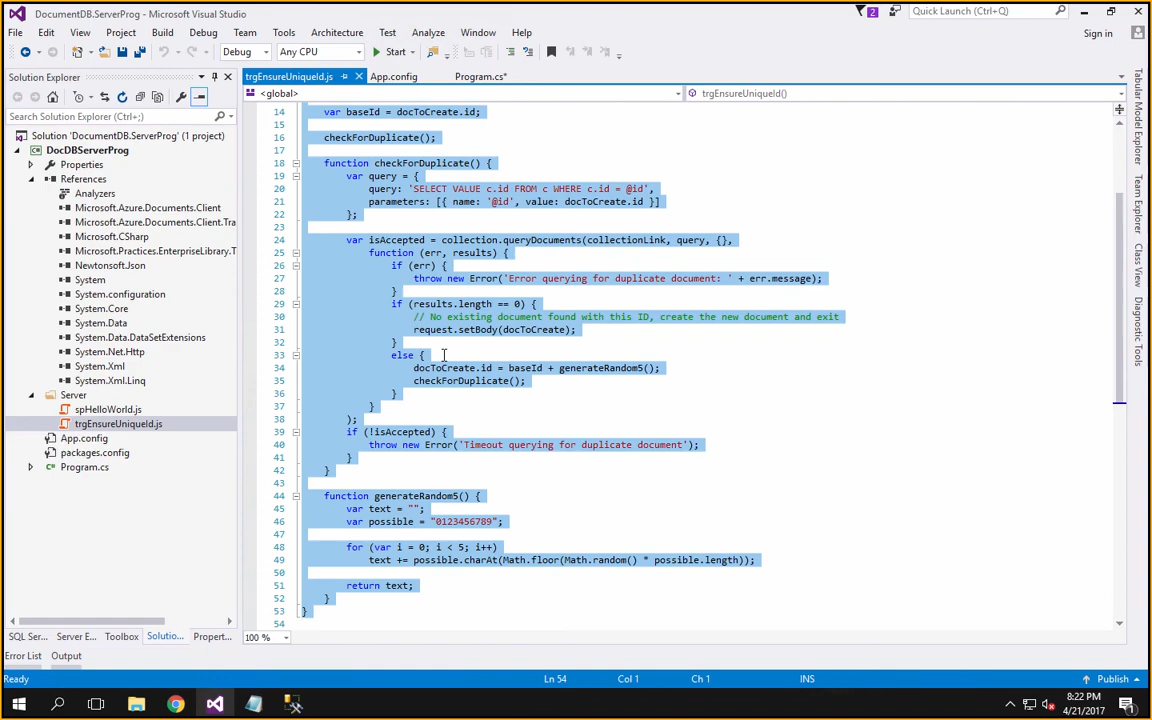 DocumentDB.ServerProg - Microsoft Visual Studio
2
Quick Launch (Ctrl+Q)
File Edit View Project Build Debug Team Tools Architecture Test Analyze Window Help
Sign in
Debug Any CPU Start
Solution Explorer
trgEnsureUniqueId.js App.config Program.cs*
<global> trgEnsureUniqueId()
Search Solution Explorer (Ctrl+;)
Solution 'DocumentDB.ServerProg' (1 project)
DocDBServerProg
Properties
References
Analyzers
Microsoft.Azure.Documents.Client
Microsoft.Azure.Documents.Client.Tra
Microsoft.CSharp
Microsoft.Practices.EnterpriseLibrary.T
Newtonsoft.Json
System
System.configuration
System.Core
System.Data
System.Data.DataSetExtensions
System.Net.Http
System.Xml
System.Xml.Linq
Server
spHelloWorld.js
trgEnsureUniqueId.js
App.config
packages.config
Program.cs
14 var baseId = docToCreate.id;
15
16 checkForDuplicate();
17
18 function checkForDuplicate() {
19 var query = {
20 query: 'SELECT VALUE c.id FROM c WHERE c.id = @id',
21 parameters: [{ name: '@id', value: docToCreate.id }]
22 };
23
24 var isAccepted = collection.queryDocuments(collectionLink, query, {},
25 function (err, results) {
26 if (err) {
27 throw new Error('Error querying for duplicate document: ' + err.message);
28 }
29 if (results.length == 0) {
30 // No existing document found with this ID, create the new document and exit
31 request.setBody(docToCreate);
32 }
33 else {
34 docToCreate.id = baseId + generateRandom5();
35 checkForDuplicate();
36 }
37 }
38 );
39 if (!isAccepted) {
40 throw new Error('Timeout querying for duplicate document');
41 }
42 }
43
44 function generateRandom5() {
45 var text = "";
46 var possible = "0123456789";
47
48 for (var i = 0; i < 5; i++)
49 text += possible.charAt(Math.floor(Math.random() * possible.length));
50
51 return text;
52 }
53 }
54
100 %
Tabular Model Explorer
Team Explorer
Diagnostic Tools
SQL Ser... Server E... Toolbox Solutio... Propert...
Error List Output
Ready Ln 54 Col 1 Ch 1 INS Publish
8:22 PM
4/21/2017
1